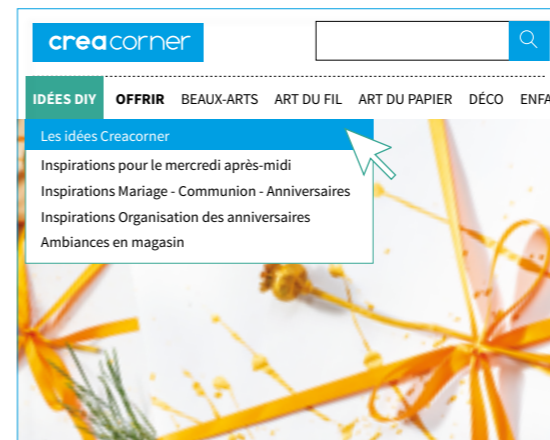 creacorner
IDÉES DIY OFFRIR BEAUX-ARTS ART DU FIL ART DU PAPIER DÉCO ENFA
Les idées Creacorner
Inspirations pour le mercredi après-midi
Inspirations Mariage - Communion - Anniversaires
Inspirations Organisation des anniversaires
Ambiances en magasin